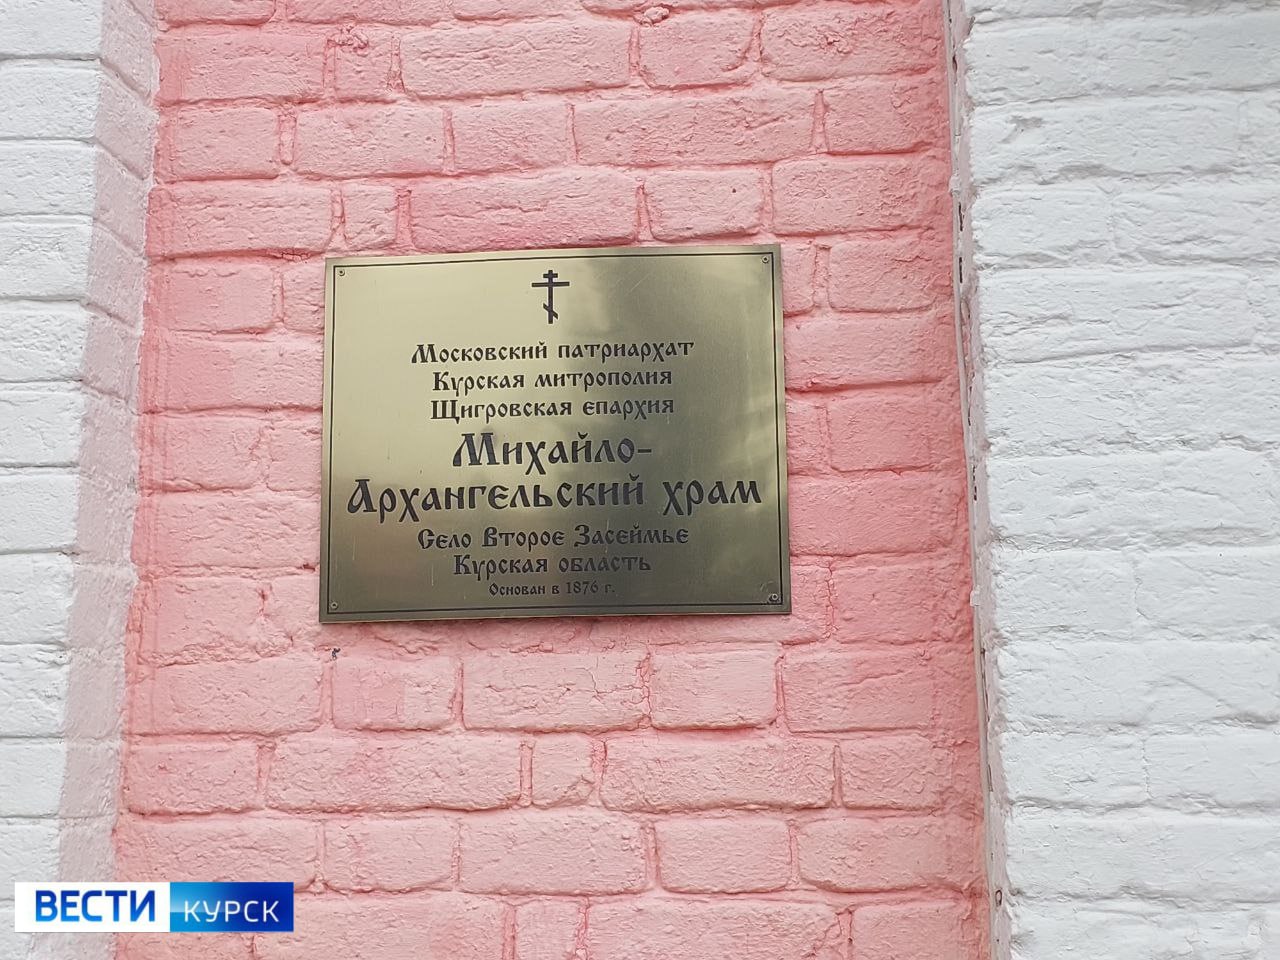 Московский патриархат
Курская митрополия
Щигровская епархия
Михайло-
Архангельский храм
Село Второе Засеймье
Курская область
Основан в 1876 г.
ВЕСТИ КУРСК